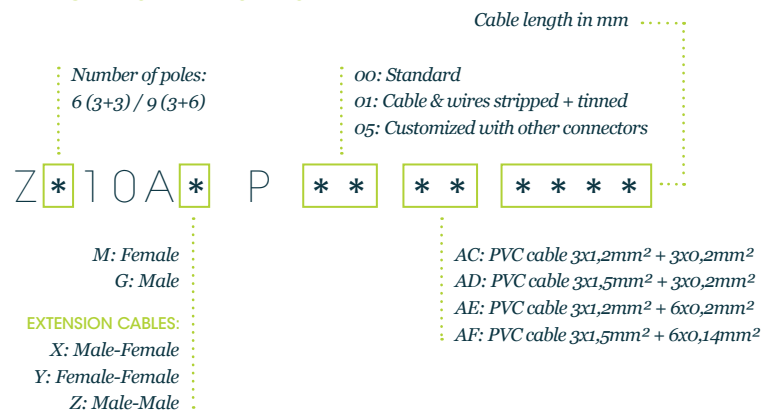 Cable length in mm
Number of poles:
6 (3+3) / 9 (3+6)
00: Standard
01: Cable & wires stripped + tinned
05: Customized with other connectors
Z*10A* P ** ** ****
M: Female
G: Male
EXTENSION CABLES:
X: Male-Female
Y: Female-Female
Z: Male-Male
AC: PVC cable 3x1,2mm² + 3x0,2mm²
AD: PVC cable 3x1,5mm² + 3x0,2mm²
AE: PVC cable 3x1,2mm² + 6x0,2mm²
AF: PVC cable 3x1,5mm² + 6x0,14mm²